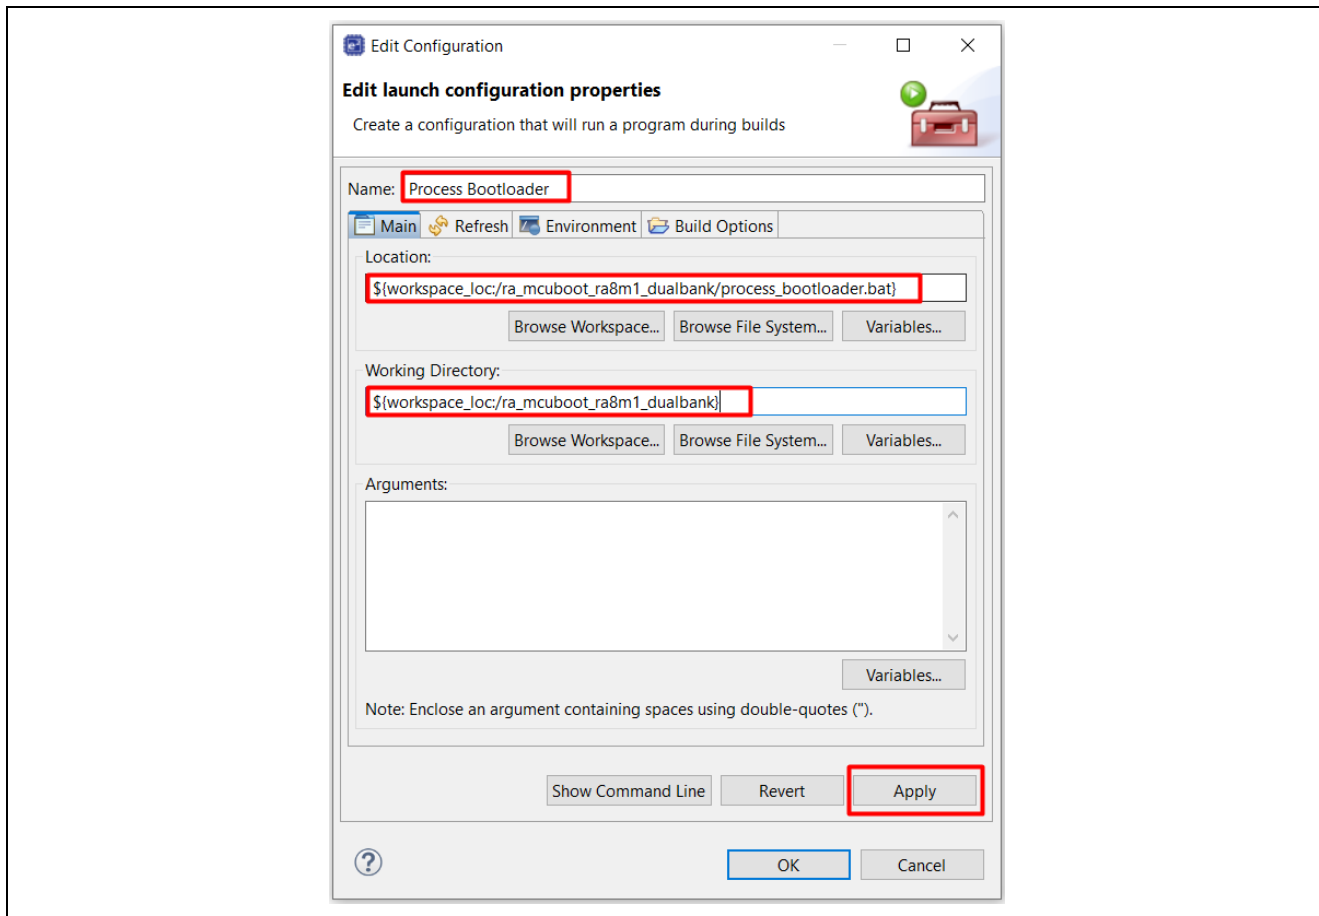 Edit Configuration
Edit launch configuration properties
Create a configuration that will run a program during builds
Name: Process Bootloader
Main Refresh Environment Build Options
Location:
${workspace_loc:/ra_mcuboot_ra8m1_dualbank/process_bootloader.bat}
Browse Workspace... Browse File System... Variables...
Working Directory:
${workspace_loc:/ra_mcuboot_ra8m1_dualbank}
Browse Workspace... Browse File System... Variables...
Arguments:
Variables...
Note: Enclose an argument containing spaces using double-quotes (").
Show Command Line Revert Apply
? OK Cancel